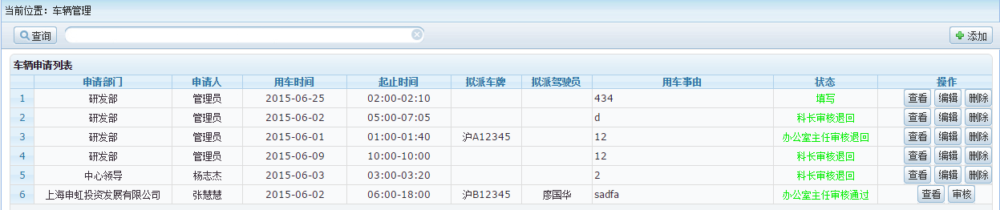 当前位置：车辆管理
查询 添加
车辆申请列表
申请部门 申请人 用车时间 起止时间 拟派车牌 拟派驾驶员 用车事由 状态 操作
1 研发部 管理员 2015-06-25 02:00-02:10 434 填写 查看 编辑 删除
2 研发部 管理员 2015-06-02 05:00-07:05 d 科长审核退回 查看 编辑 删除
3 研发部 管理员 2015-06-01 01:00-01:40 沪A12345 12 办公室主任审核退回 查看 编辑 删除
4 研发部 管理员 2015-06-09 10:00-10:00 12 科长审核退回 查看 编辑 删除
5 中心领导 杨志杰 2015-06-03 03:00-03:20 2 科长审核退回 查看 编辑 删除
6 上海申虹投资发展有限公司 张慧慧 2015-06-02 06:00-18:00 沪B12345 廖国华 sadfa 办公室主任审核通过 查看 审核